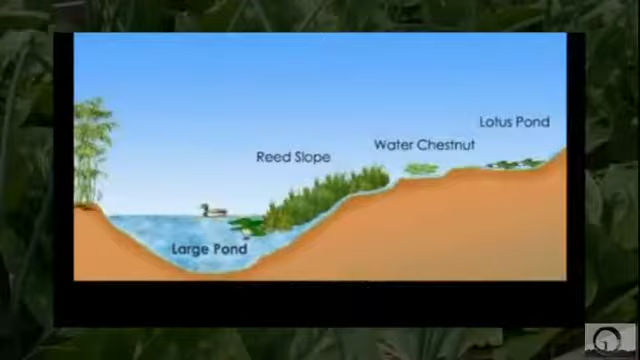 Lotus Pond
Water Chestnut
Reed Slope
Large Pond